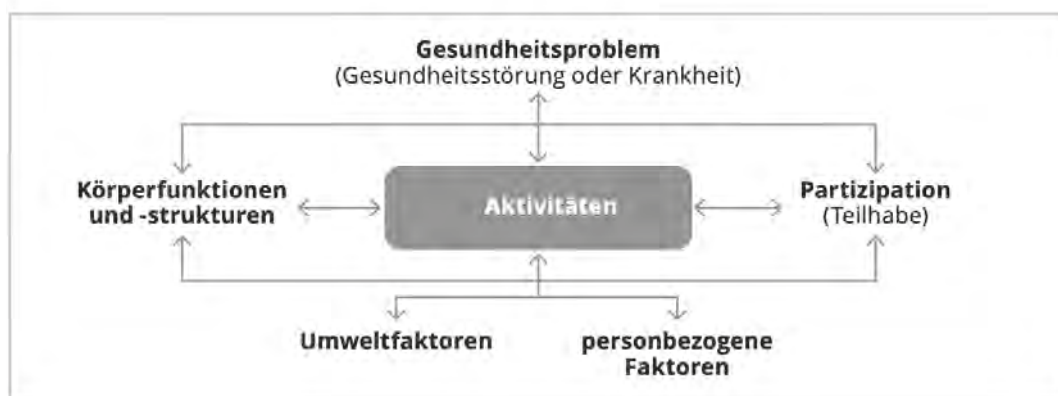 Gesundheitsproblem
(Gesundheitsstörung oder Krankheit)
Körperfunktionen
und -strukturen
Aktivitäten
Partizipation
(Teilhabe)
Umweltfaktoren
personbezogene
Faktoren